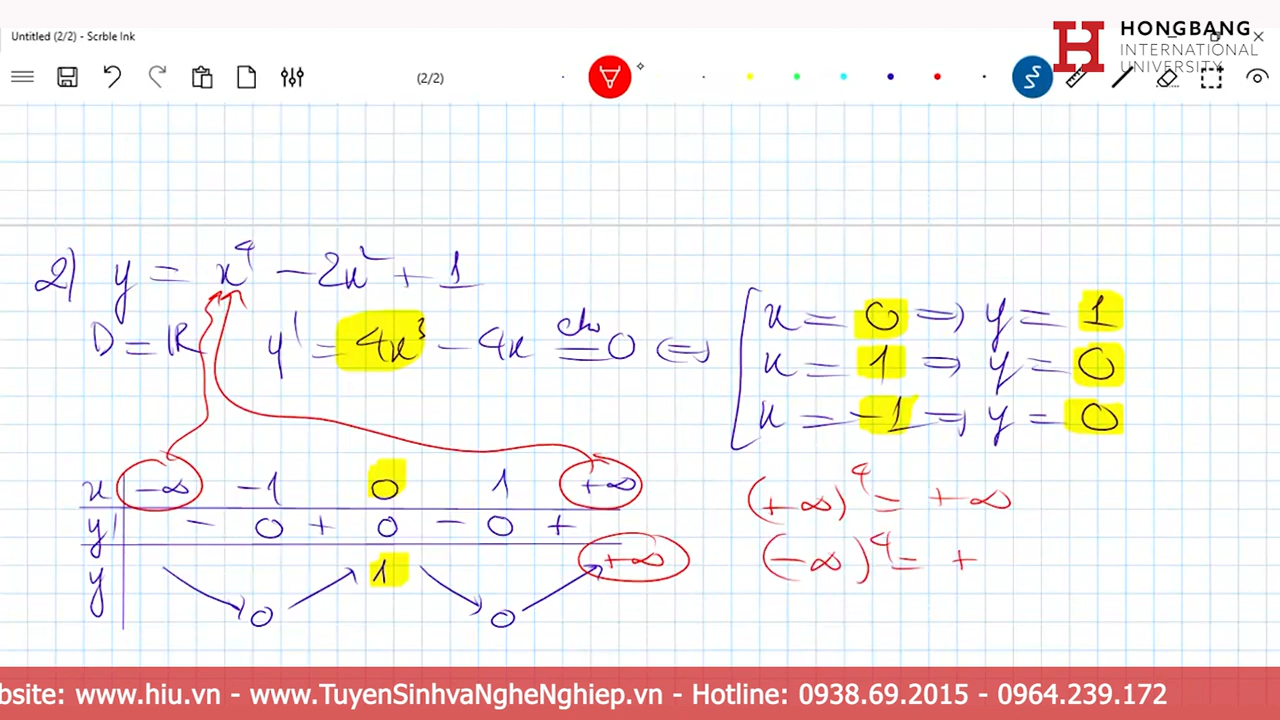 Untitled (2/2) - Scrble Ink
HONGBANG
INTERNATIONAL
UNIVERSITY
(2/2)
2) y = x⁴ - 2x² + 1
D = ℝ y' = 4x³ - 4x cho = 0 ⇔
x = 0 ⇒ y = 1
x = 1 ⇒ y = 0
x = -1 ⇒ y = 0
x -∞ -1 0 1 +∞
y' - 0 + 0 - 0 +
y 0 1 0 +∞
(+∞)⁴ = +∞
(-∞)⁴ = +
bsite: www.hiu.vn - www.TuyenSinhvaNgheNghiep.vn - Hotline: 0938.69.2015 - 0964.239.172